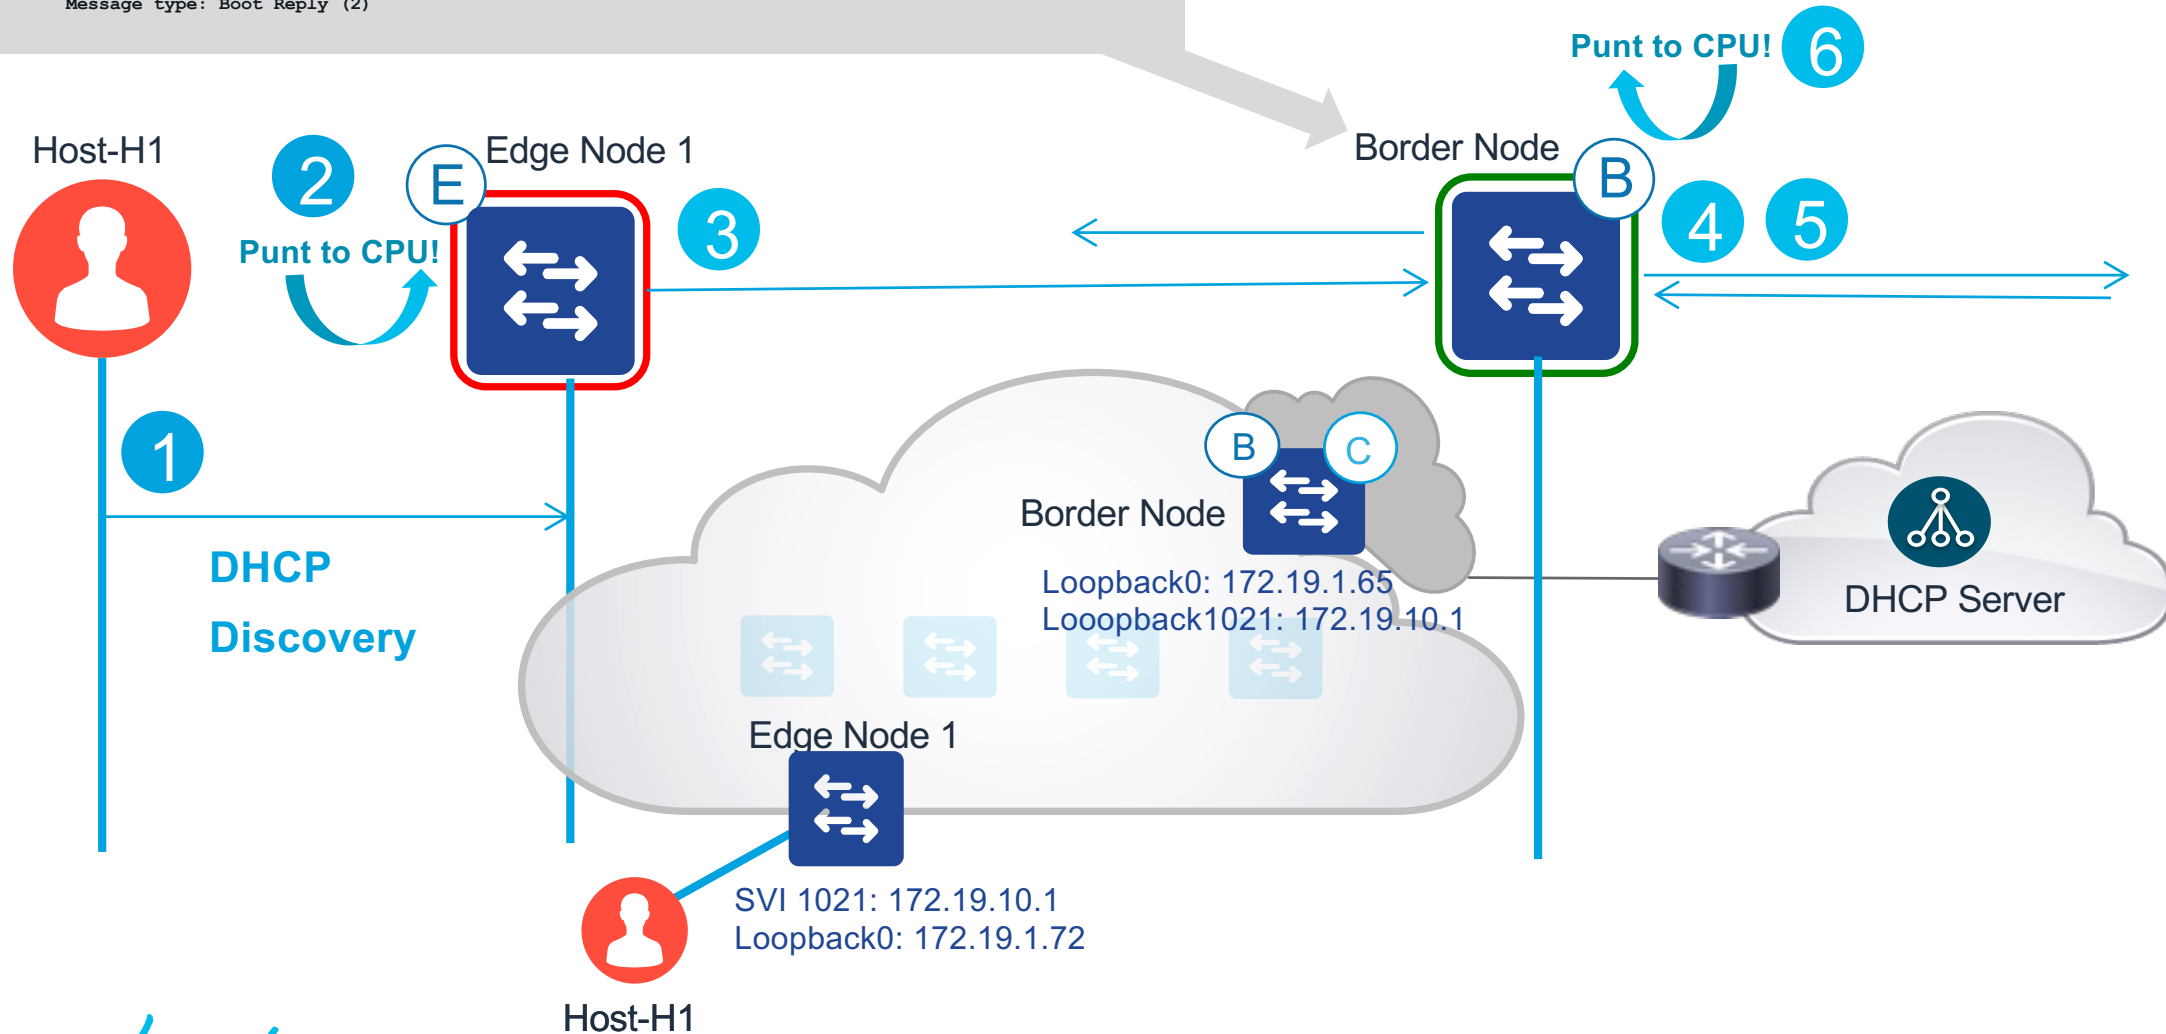 Message type: Boot Reply (2)
Punt to CPU!
6
Host-H1
2
E
Edge Node 1
Border Node
B
3
4
5
Punt to CPU!
1
B
C
Border Node
DHCP
Discovery
Loopback0: 172.19.1.65
Looopback1021: 172.19.10.1
DHCP Server
Edge Node 1
SVI 1021: 172.19.10.1
Loopback0: 172.19.1.72
Host-H1